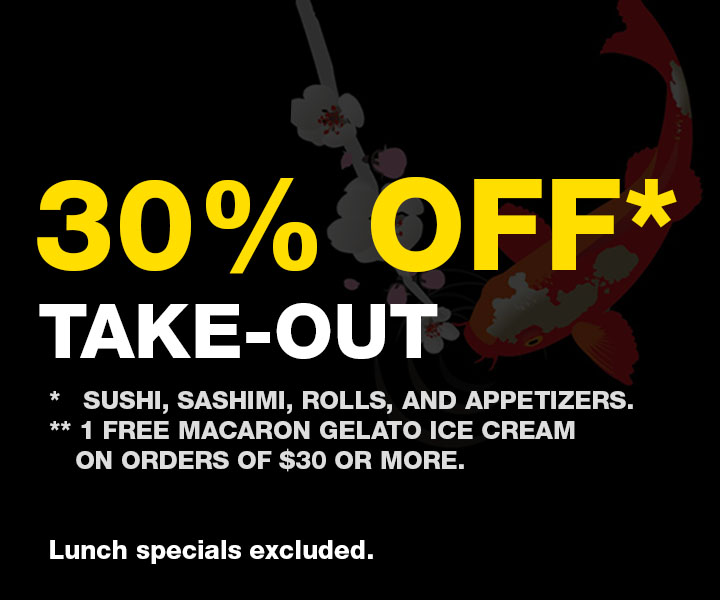 30% OFF*
TAKE-OUT
* SUSHI, SASHIMI, ROLLS, AND APPETIZERS.
** 1 FREE MACARON GELATO ICE CREAM
ON ORDERS OF $30 OR MORE.
Lunch specials excluded.